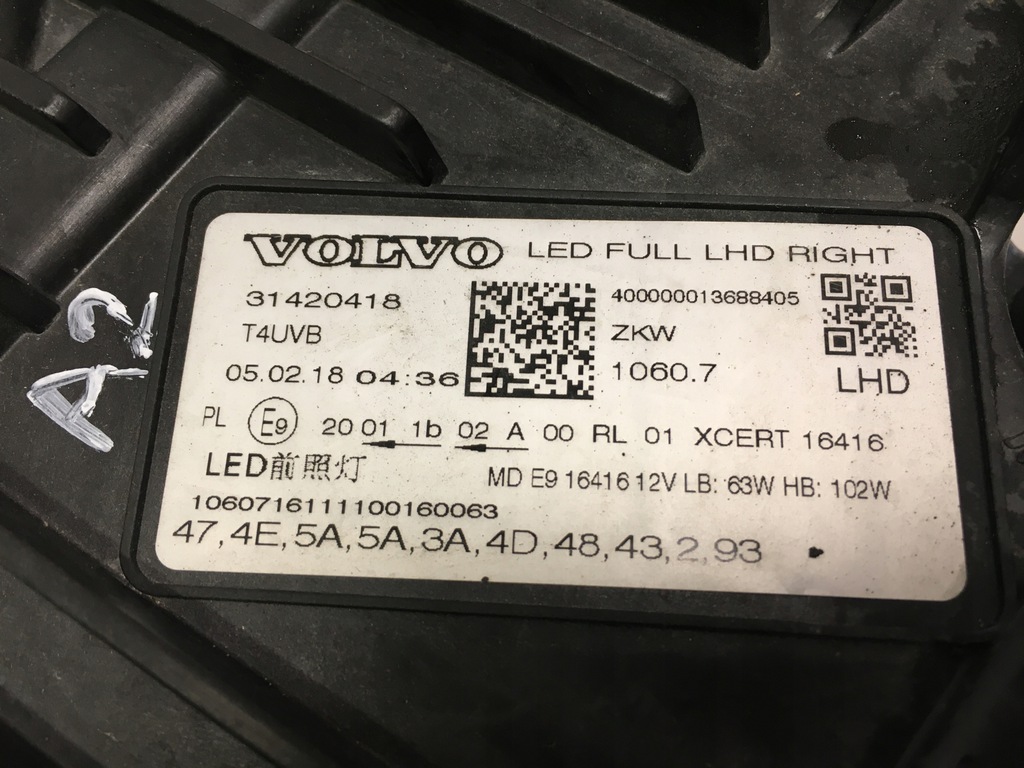 VOLVO LED FULL LHD RIGHT
31420418
T4UVB
05.02.18 04:36
400000013688405
ZKW
1060.7
LHD
PL E9 20 01 1b 02 A 00 RL 01 XCERT 16416
LED前照灯 MD E9 16416 12V LB: 63W HB: 102W
1060716111100160063
47,4E,5A,5A,3A,4D,48,43,2,93
A2